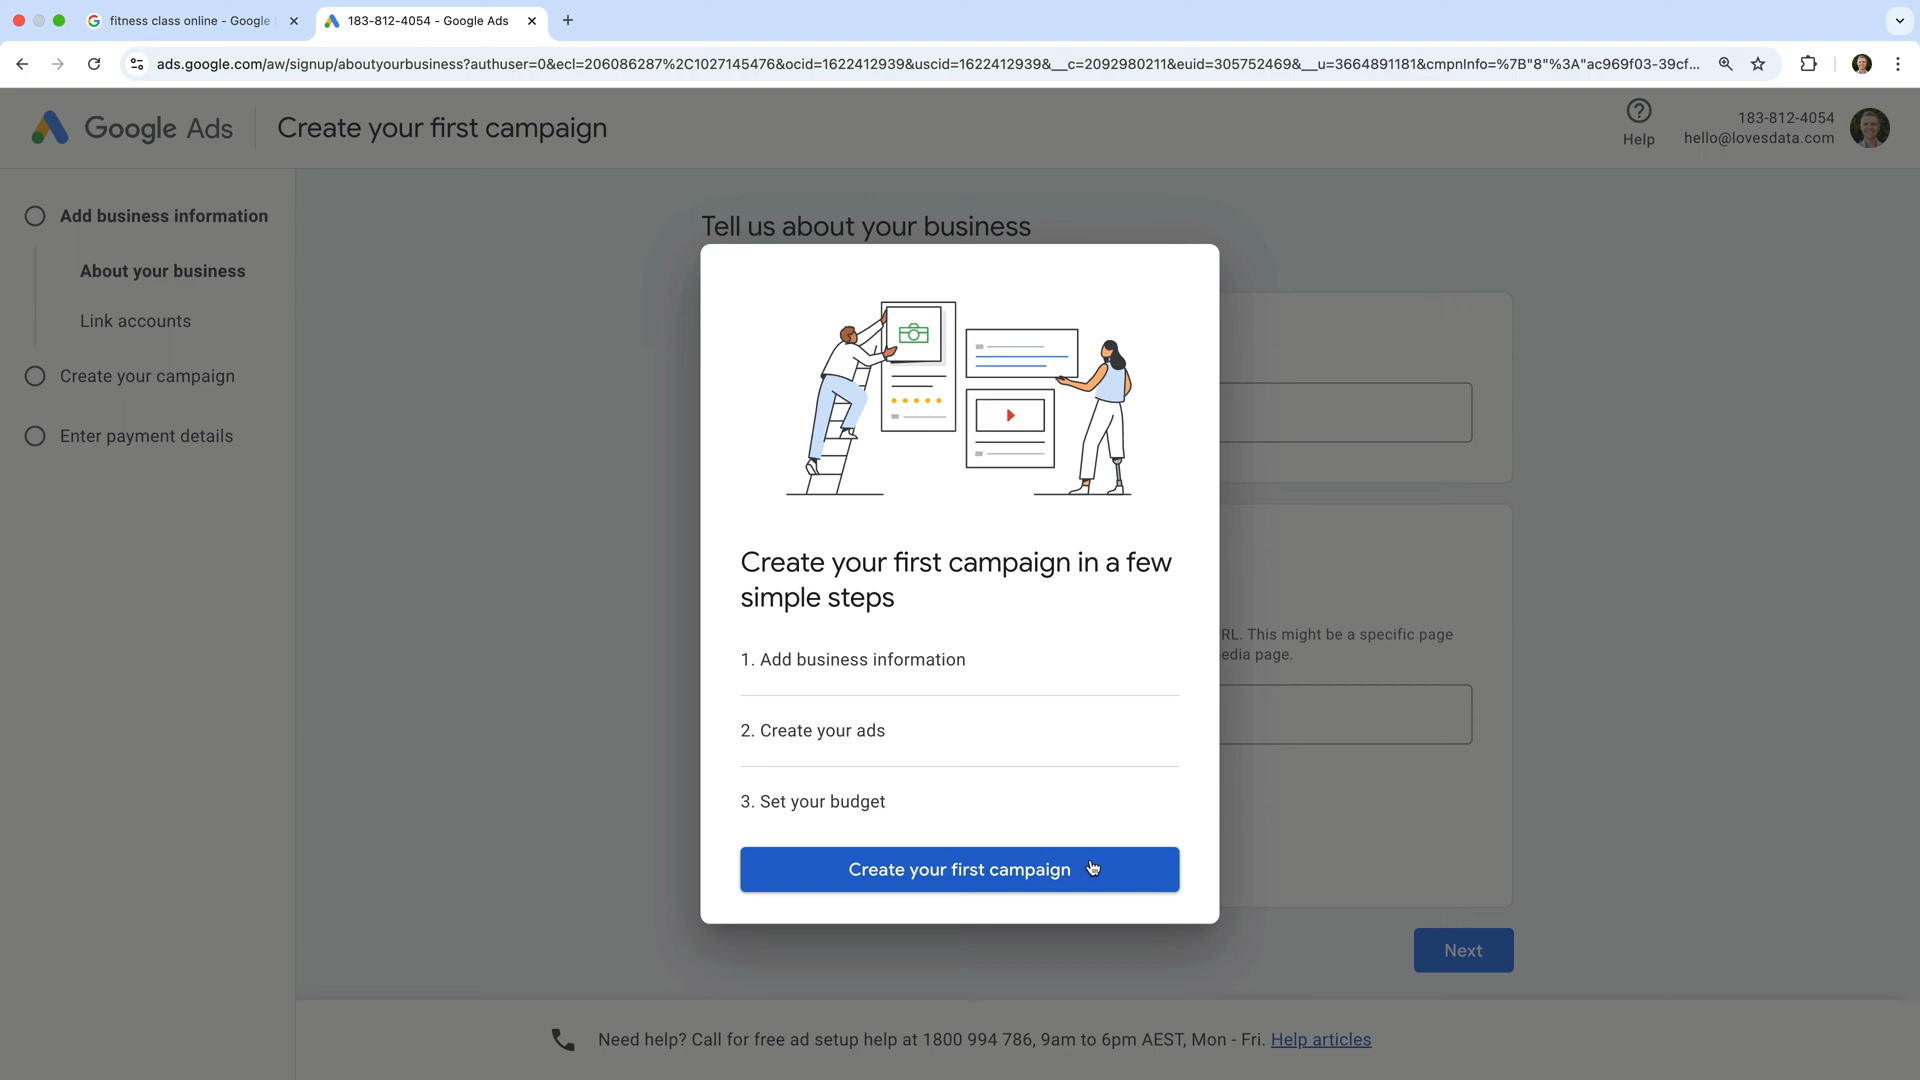 fitness class online - Google
183-812-4054 - Google Ads
ads.google.com/aw/signup/aboutyourbusiness?authuser=0&ecl=206086287%2C1027145476&ocid=1622412939&uscid=1622412939&__c=2092980211&euid=305752469&__u=3664891181&cmpnInfo=%7B"8"%3A"ac969f03-39cf...
Google Ads
Create your first campaign
Help
183-812-4054
hello@lovesdata.com
Add business information
About your business
Link accounts
Create your campaign
Enter payment details
Tell us about your business
Create your first campaign in a few
simple steps
1. Add business information
2. Create your ads
3. Set your budget
Create your first campaign
RL. This might be a specific page
edia page.
Next
Need help? Call for free ad setup help at 1800 994 786, 9am to 6pm AEST, Mon - Fri. Help articles